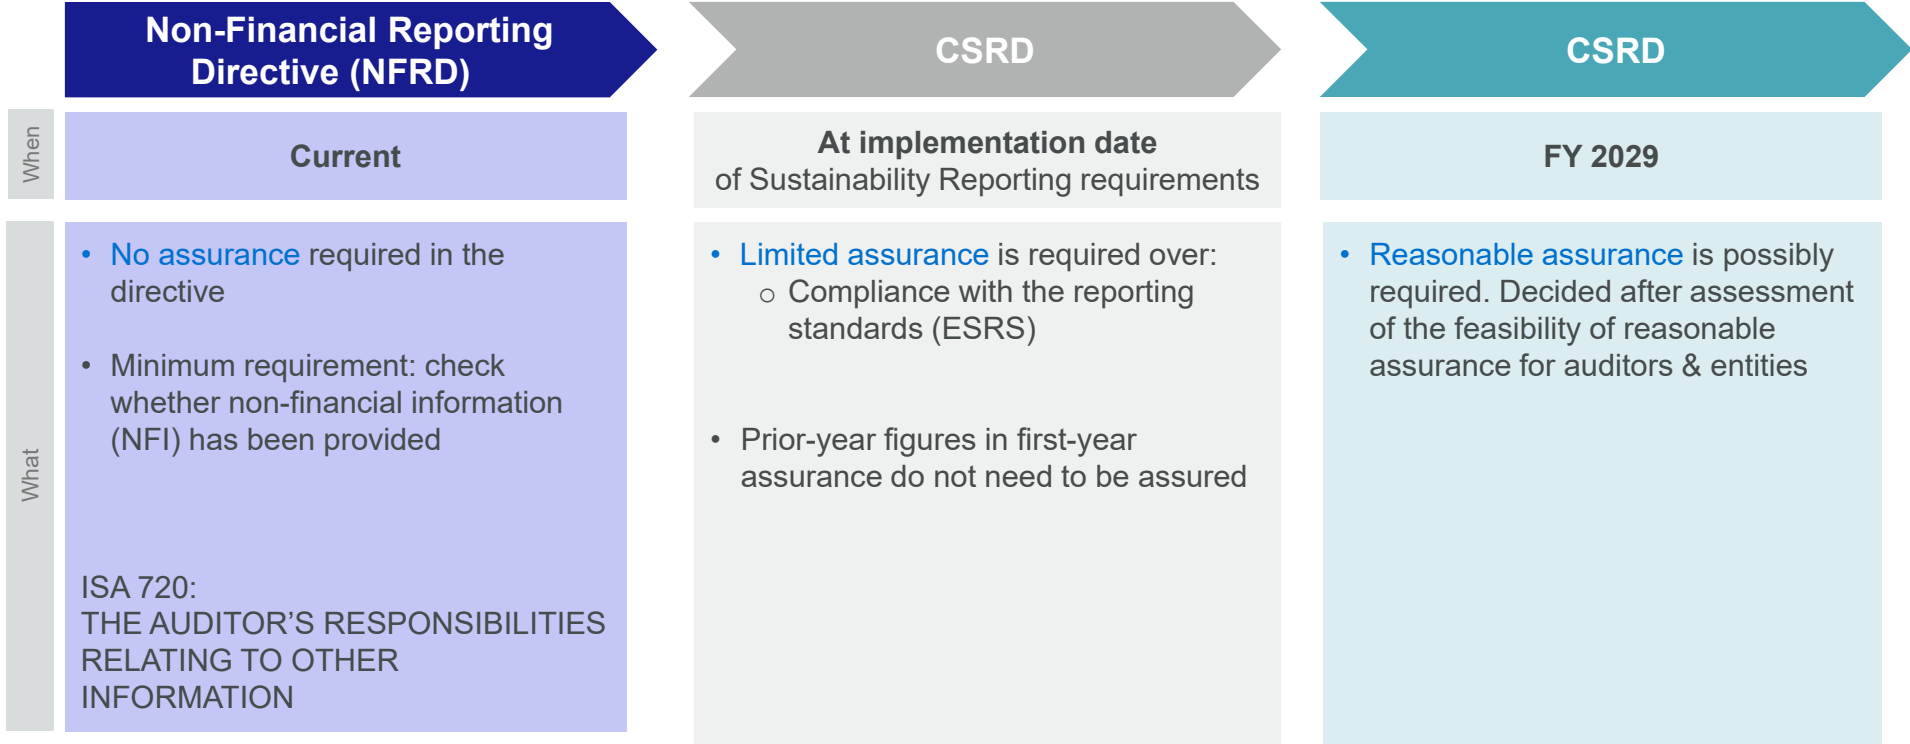 Non-Financial Reporting
Directive (NFRD)
CSRD
CSRD
When
Current
At implementation date
of Sustainability Reporting requirements
FY 2029
What
• No assurance required in the
directive
• Minimum requirement: check
whether non-financial information
(NFI) has been provided
ISA 720:
THE AUDITOR’S RESPONSIBILITIES
RELATING TO OTHER
INFORMATION
• Limited assurance is required over:
o Compliance with the reporting
standards (ESRS)
• Prior-year figures in first-year
assurance do not need to be assured
• Reasonable assurance is possibly
required. Decided after assessment
of the feasibility of reasonable
assurance for auditors & entities